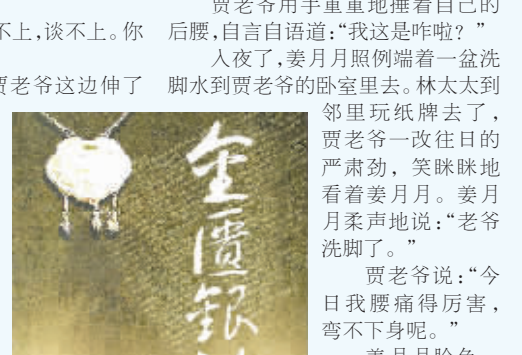 不上,谈不上。你
贾老爷这边伸了
贾老爷用手重重地捶着自己的
后腰,自言自语道:“我这是咋啦?”
入夜了,姜月月照例端着一盆洗
脚水到贾老爷的卧室里去。林太太到
邻里玩纸牌去了,
贾老爷一改往日的
严肃劲,笑眯眯地
看着姜月月。姜月
月柔声地说:“老爷
洗脚了。”
贾老爷说:“今
日我腰痛得厉害,
弯不下身呢。”
金匮银